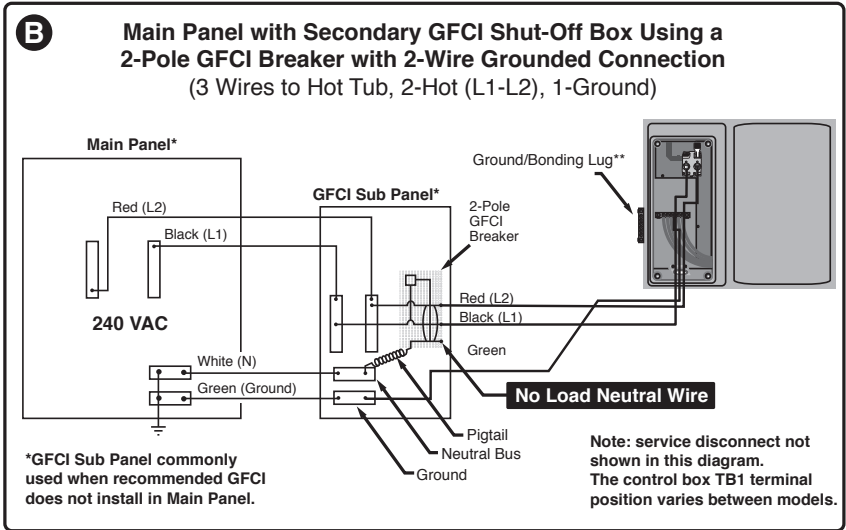 B
Main Panel with Secondary GFCI Shut-Off Box Using a
2-Pole GFCI Breaker with 2-Wire Grounded Connection
(3 Wires to Hot Tub, 2-Hot (L1-L2), 1-Ground)
Main Panel*
Ground/Bonding Lug**
GFCI Sub Panel*
2-Pole
GFCI
Breaker
Red (L2)
Black (L1)
240 VAC
Red (L2)
Black (L1)
Green
White (N)
Green (Ground)
No Load Neutral Wire
Pigtail
Neutral Bus
Ground
*GFCI Sub Panel commonly
used when recommended GFCI
does not install in Main Panel.
Note: service disconnect not
shown in this diagram.
The control box TB1 terminal
position varies between models.